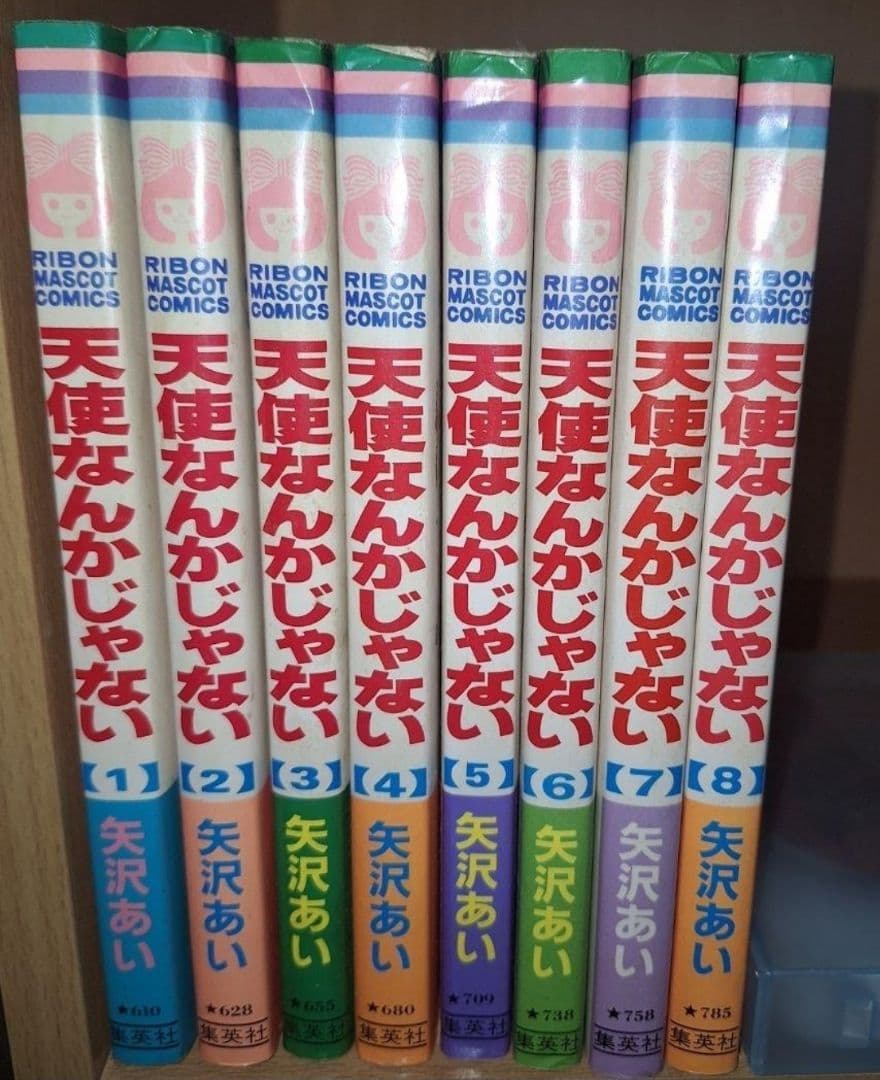 RIBON
MASCOT
COMICS
天使なんかじゃない
【1】
矢沢あい
★610
集英社
RIBON
MASCOT
COMICS
天使なんかじゃない
【2】
矢沢あい
★628
集英社
RIBON
MASCOT
COMICS
天使なんかじゃない
【3】
矢沢あい
★655
集英社
RIBON
MASCOT
COMICS
天使なんかじゃない
【4】
矢沢あい
★680
集英社
RIBON
MASCOT
COMICS
天使なんかじゃない
【5】
矢沢あい
★709
集英社
RIBON
MASCOT
COMICS
天使なんかじゃない
【6】
矢沢あい
★738
集英社
RIBON
MASCOT
COMICS
天使なんかじゃない
【7】
矢沢あい
★758
集英社
RIBON
MASCOT
COMICS
天使なんかじゃない
【8】
矢沢あい
★785
集英社